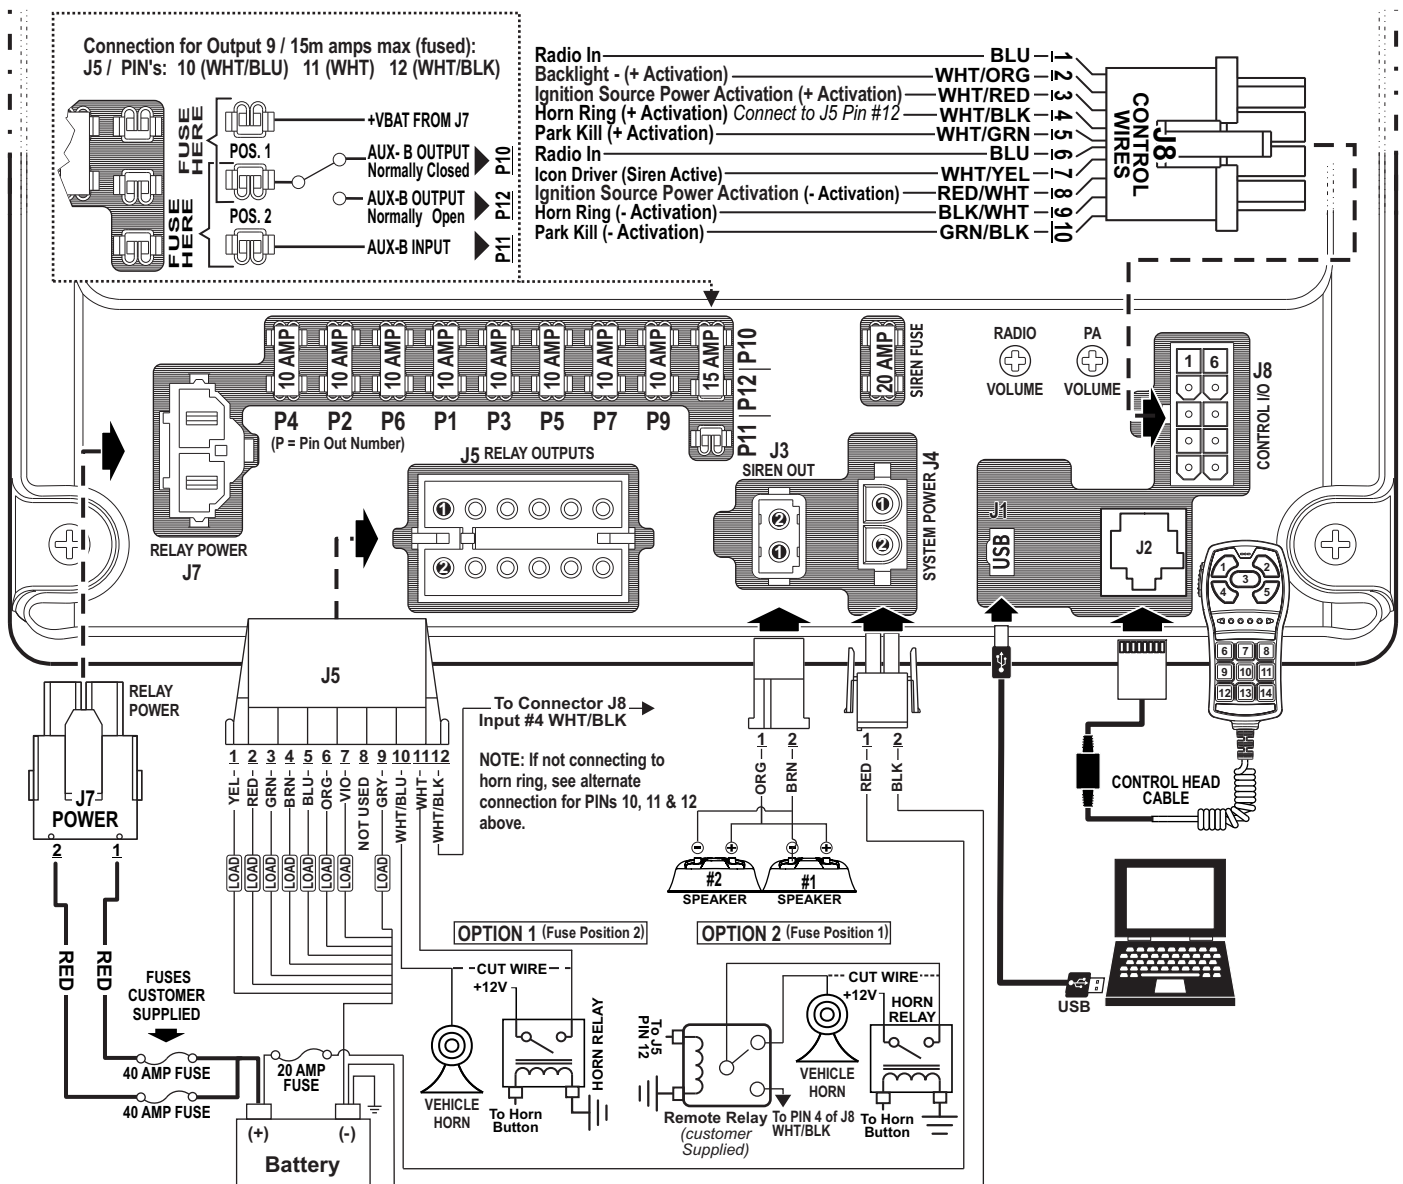 Connection for Output 9 / 15m amps max (fused):
J5 / PIN's: 10 (WHT/BLU) 11 (WHT) 12 (WHT/BLK)
FUSE HERE
POS. 1
FUSE HERE
POS. 2
+VBAT FROM J7
AUX- B OUTPUT
Normally Closed
P10
AUX-B OUTPUT
Normally Open
P12
AUX-B INPUT
P11
Radio In BLU 1
Backlight - (+ Activation) WHT/ORG 2
Ignition Source Power Activation (+ Activation) WHT/RED 3
Horn Ring (+ Activation) Connect to J5 Pin #12 WHT/BLK 4
Park Kill (+ Activation) WHT/GRN 5
Radio In BLU 6
Icon Driver (Siren Active) WHT/YEL 7
Ignition Source Power Activation (- Activation) RED/WHT 8
Horn Ring (- Activation) BLK/WHT 9
Park Kill (- Activation) GRN/BLK 10
J8
CONTROL
WIRES
10 AMP 10 AMP 10 AMP 10 AMP 10 AMP 10 AMP 10 AMP 10 AMP 15 AMP
P10
P12
P11
P4 P2 P6 P1 P3 P5 P7 P9
(P = Pin Out Number)
20 AMP
SIREN FUSE
RADIO
VOLUME
PA
VOLUME
1 6
J8
CONTROL I/O
RELAY POWER
J7
J5 RELAY OUTPUTS
1
2
J3
SIREN OUT
2
1
J4
SYSTEM POWER
1
2
J1
USB
J2
1 2
3
4 5
6 7 8
9 10 11
12 13 14
RELAY
POWER
J7
POWER
2 1
RED
RED
FUSES
CUSTOMER
SUPPLIED
40 AMP FUSE
40 AMP FUSE
20 AMP
FUSE
(+) (-)
Battery
J5
1 2 3 4 5 6 7 8 9 10 11 12
YEL
RED
GRN
BRN
BLU
ORG
VIO
NOT USED
GRY
WHT/BLU
WHT
WHT/BLK
LOAD LOAD LOAD LOAD LOAD LOAD LOAD LOAD
To Connector J8
Input #4 WHT/BLK
NOTE: If not connecting to
horn ring, see alternate
connection for PINs 10, 11 & 12
above.
1 2
ORG
BRN
- + - +
#2
SPEAKER
#1
SPEAKER
1 2
RED
BLK
CONTROL HEAD
CABLE
USB
OPTION 1 (Fuse Position 2)
CUT WIRE
+12V
HORN RELAY
VEHICLE
HORN
To Horn
Button
OPTION 2 (Fuse Position 1)
To J5
PIN 12
CUT WIRE
+12V
HORN
RELAY
VEHICLE
HORN
Remote Relay
(customer
Supplied)
To PIN 4 of J8
WHT/BLK
To Horn
Button